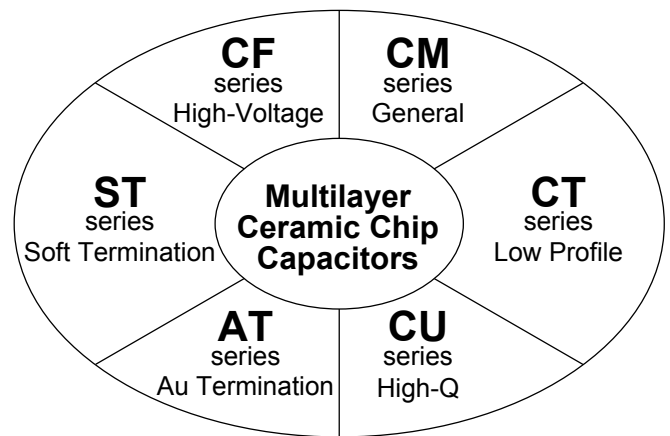 CF
series
High-Voltage
CM
series
General
ST
series
Soft Termination
Multilayer
Ceramic Chip
Capacitors
CT
series
Low Profile
AT
series
Au Termination
CU
series
High-Q